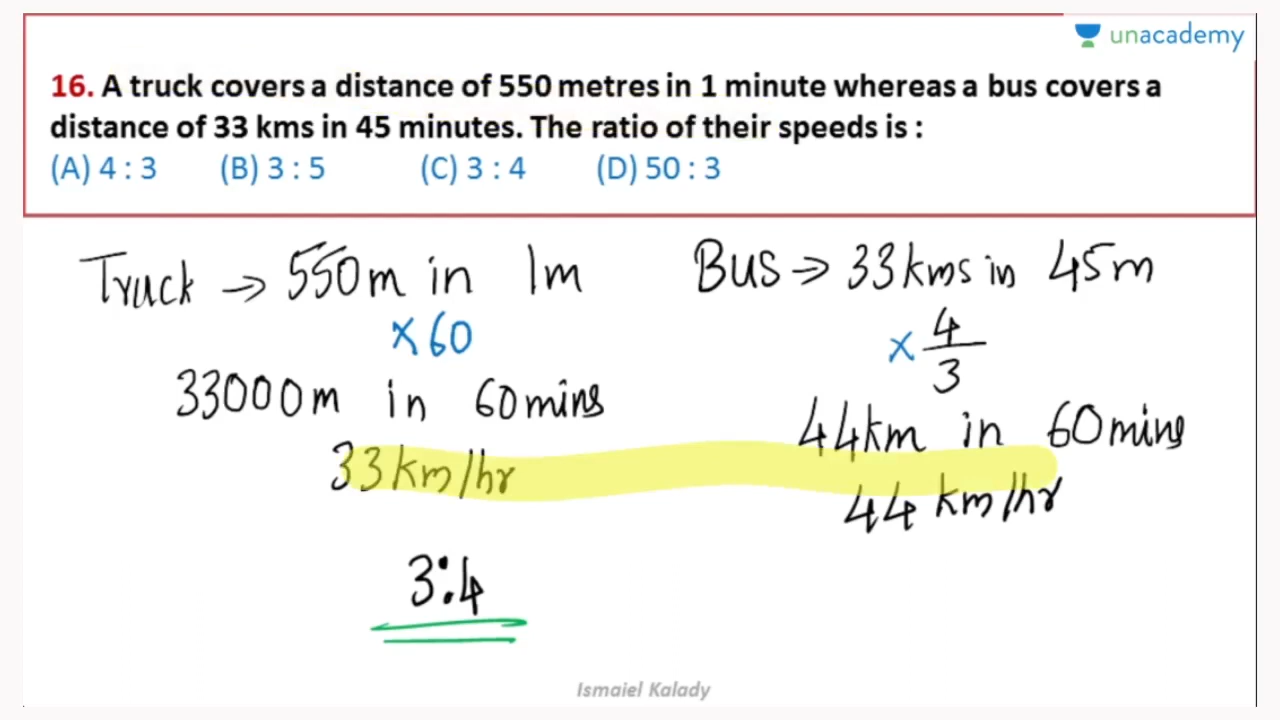 unacademy
16. A truck covers a distance of 550 metres in 1 minute whereas a bus covers a
distance of 33 kms in 45 minutes. The ratio of their speeds is :
(A) 4 : 3 (B) 3 : 5 (C) 3 : 4 (D) 50 : 3
Truck → 550m in 1m
× 60
33000m in 60mins
33km/hr
Bus → 33kms in 45m
× 4/3
44km in 60mins
44 km/hr
3:4
Ismaiel Kalady